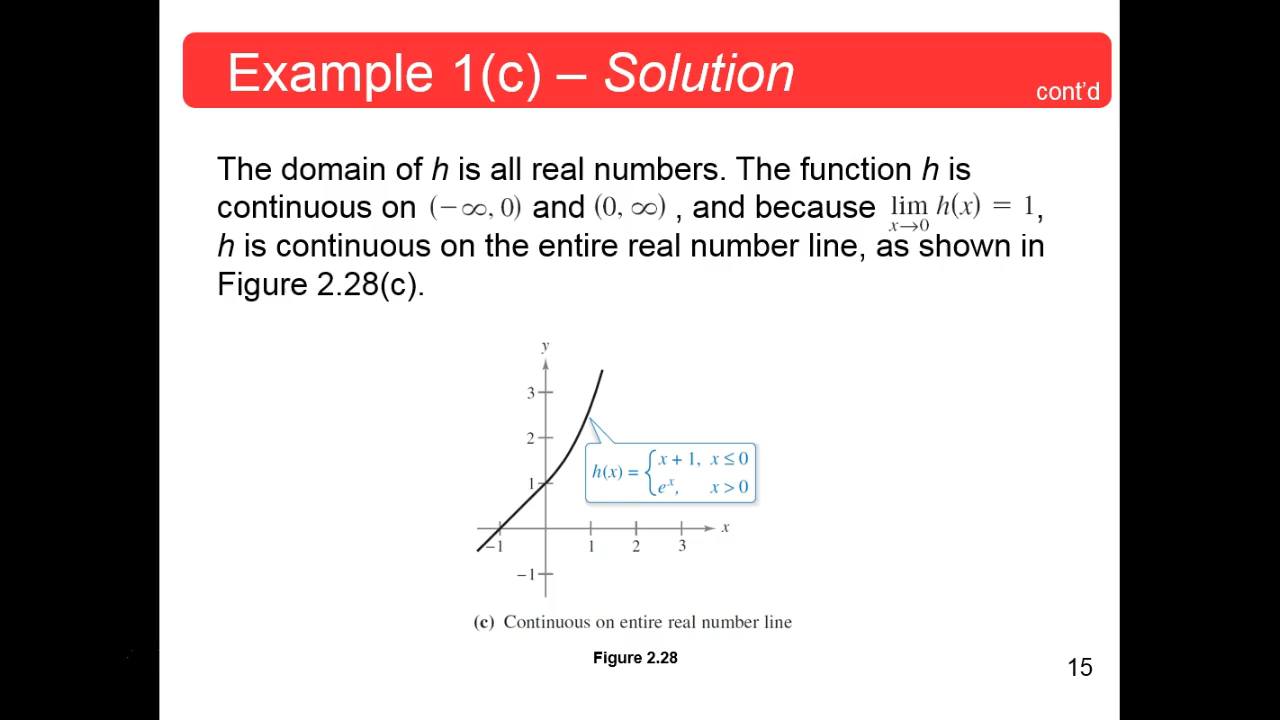 Example 1(c) – Solution
cont'd
The domain of h is all real numbers. The function h is
continuous on (−∞, 0) and (0, ∞) , and because lim h(x) = 1,
x→0
h is continuous on the entire real number line, as shown in
Figure 2.28(c).
y
3
2
1
h(x) = { x + 1, x ≤ 0
e^x, x > 0
x
−1 1 2 3
−1
(c) Continuous on entire real number line
Figure 2.28
15